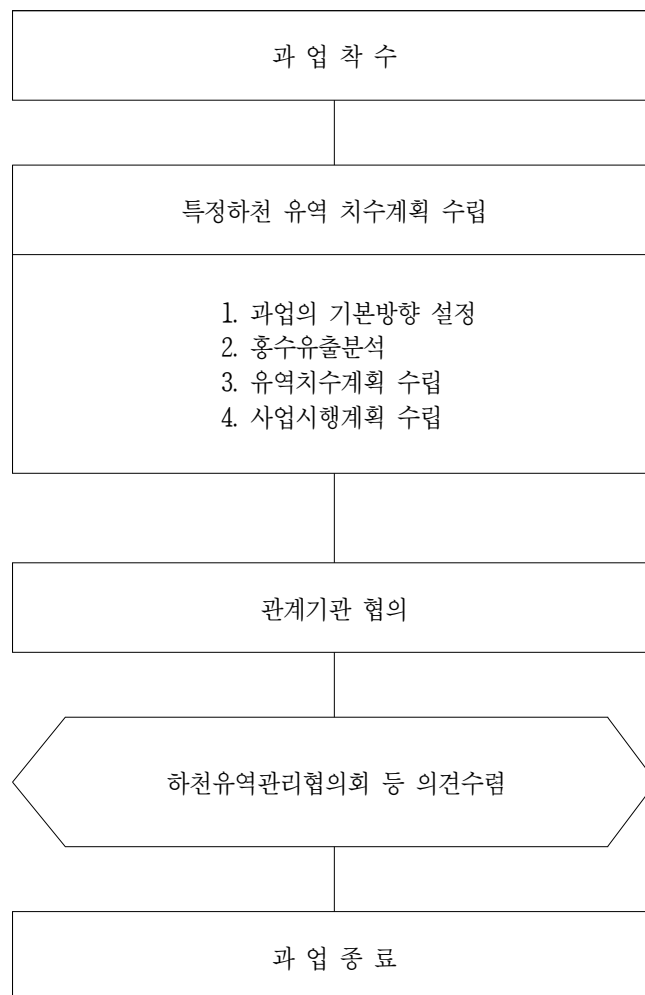 과 업 착 수
특정하천 유역 치수계획 수립
1. 과업의 기본방향 설정
2. 홍수유출분석
3. 유역치수계획 수립
4. 사업시행계획 수립
관계기관 협의
하천유역관리협의회 등 의견수렴
과 업 종 료